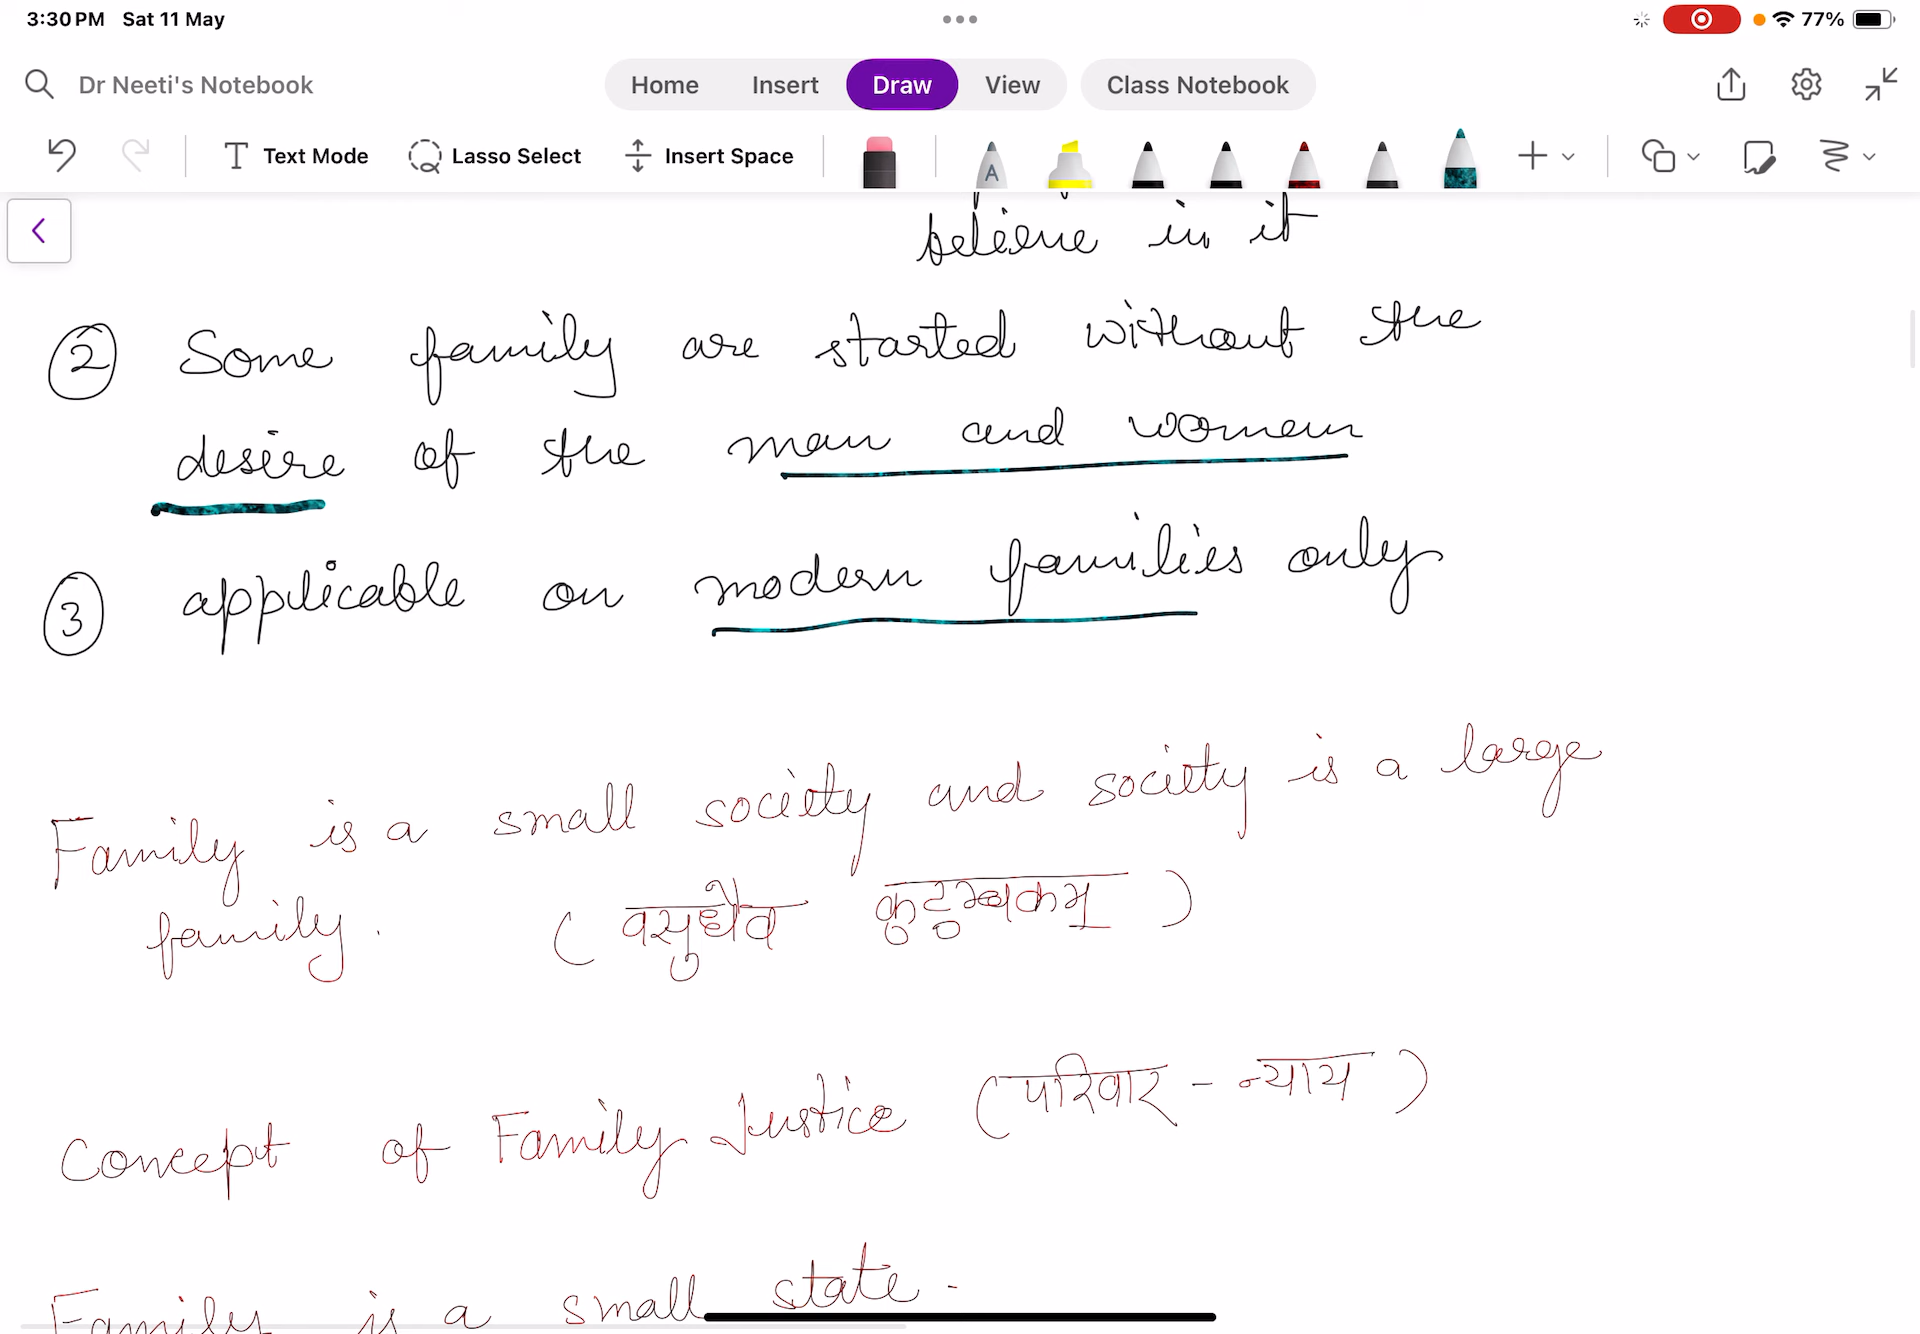 3:30 PM Sat 11 May 77%
Dr Neeti's Notebook Home Insert Draw View Class Notebook
Text Mode Lasso Select Insert Space A
believe in it
2 Some family are started without the
desire of the man and women
3 applicable on modern families only
Family is a small society and society is a large
family. (वसुधैव कुटुम्बकम्)
Concept of Family Justice (परिवार - न्याय)
Family is a small state.